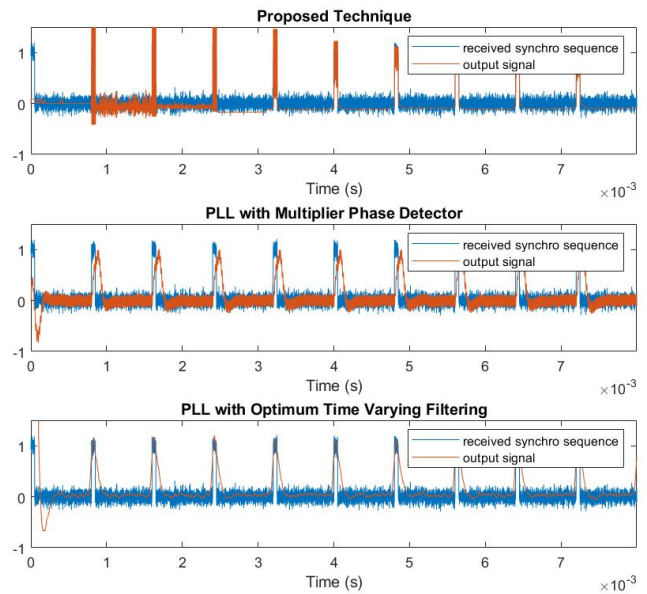 Proposed Technique
1
0
-1
received synchro sequence
output signal
0 1 2 3 4 5 6 7
Time (s)
×10-3
PLL with Multiplier Phase Detector
1
0
-1
received synchro sequence
output signal
0 1 2 3 4 5 6 7
Time (s)
×10-3
PLL with Optimum Time Varying Filtering
1
0
-1
received synchro sequence
output signal
0 1 2 3 4 5 6 7
Time (s)
×10-3